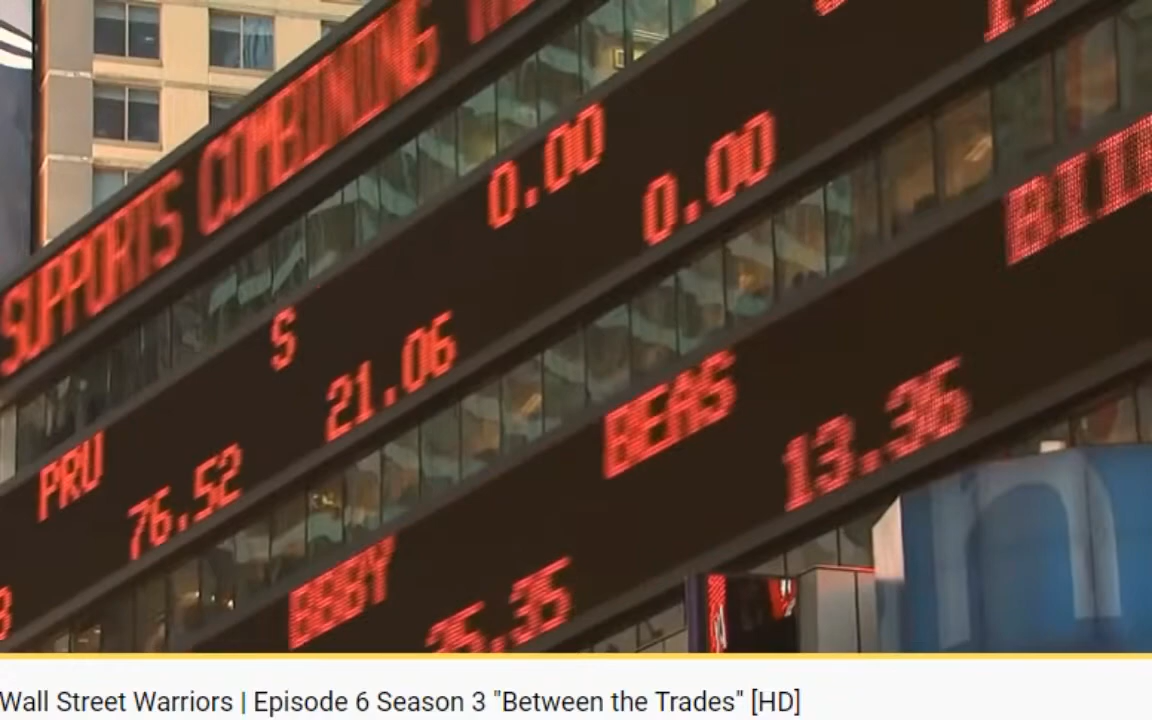 SUPPORTS COMBINING
0.00
0.00
S
21.06
PRU
76.52
BEAS
13.36
BBBY
35
Wall Street Warriors | Episode 6 Season 3 "Between the Trades" [HD]